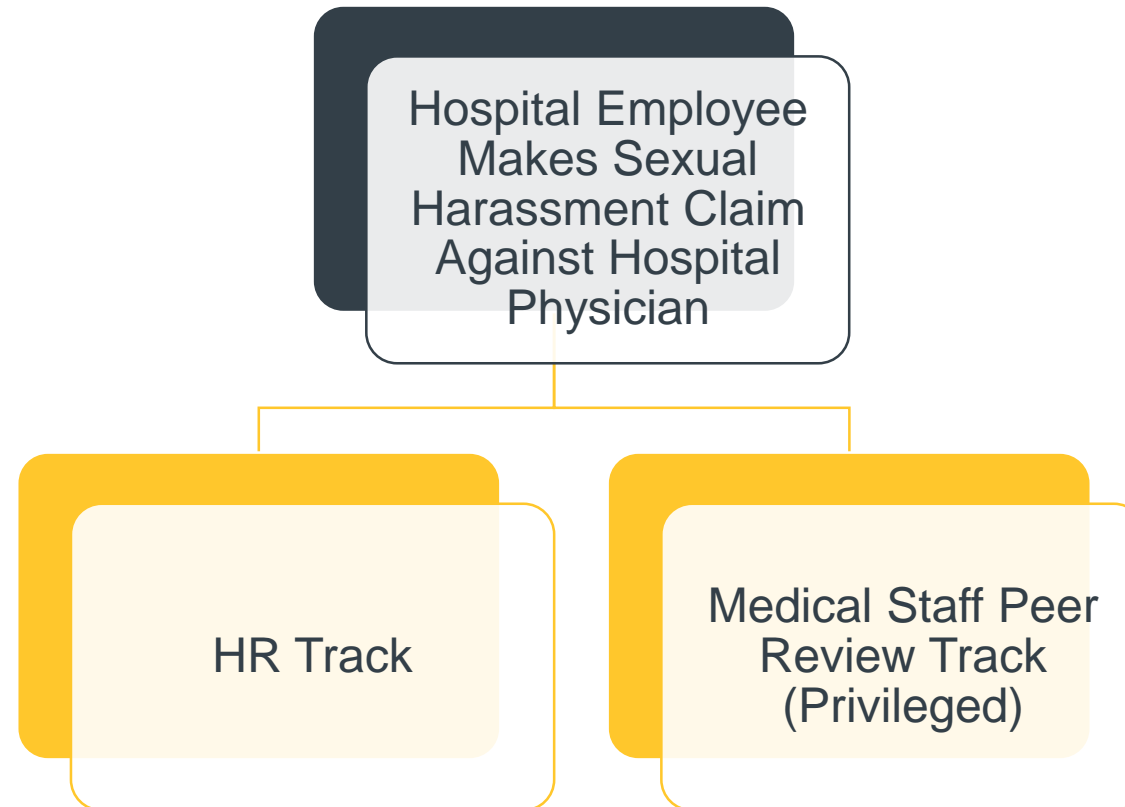 Hospital Employee
Makes Sexual
Harassment Claim
Against Hospital
Physician
HR Track
Medical Staff Peer
Review Track
(Privileged)